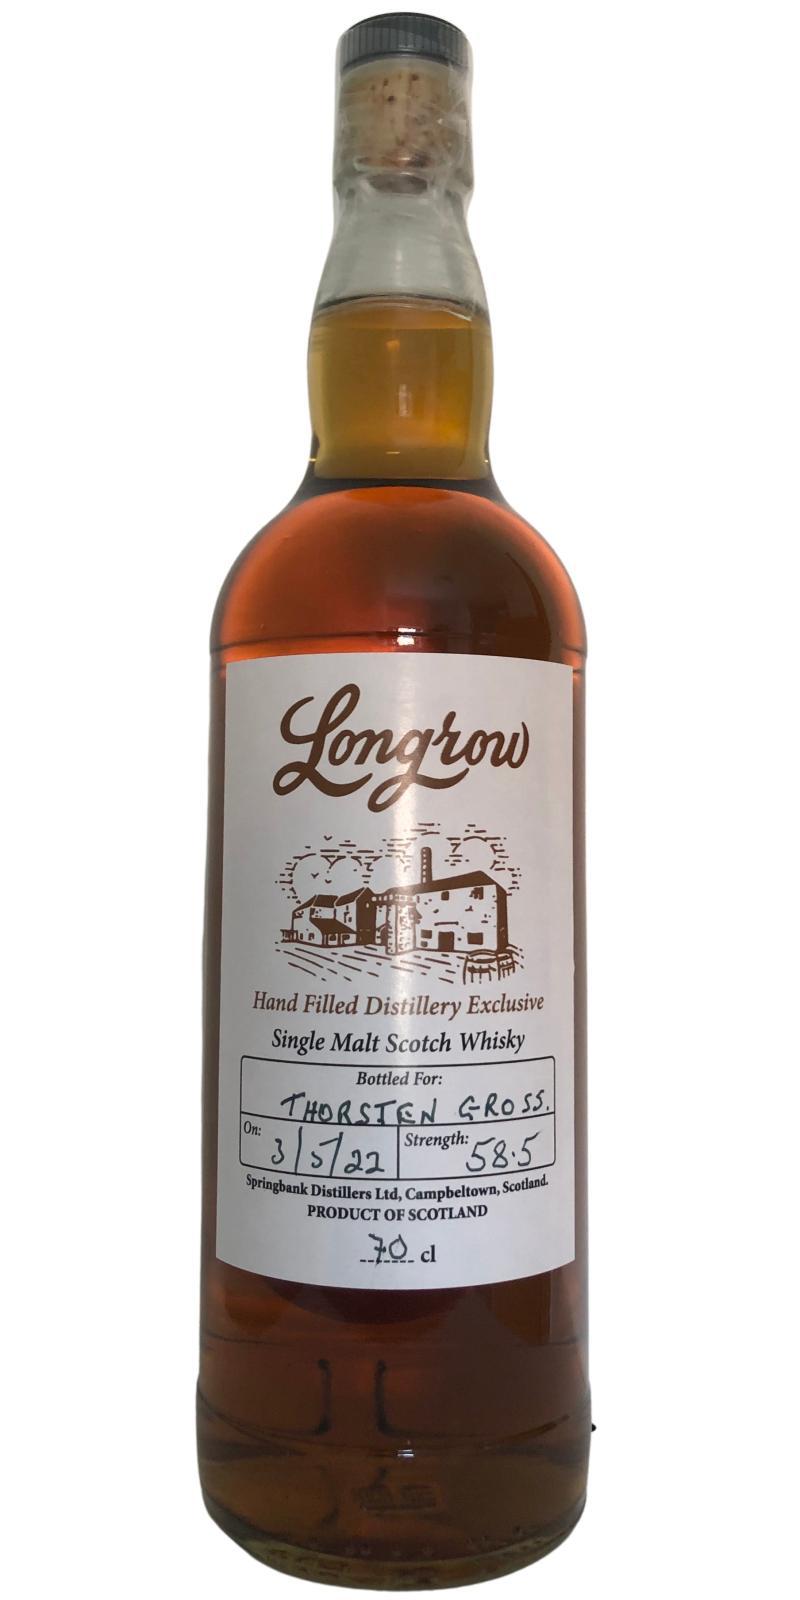 Longrow
Hand Filled Distillery Exclusive
Single Malt Scotch Whisky
Bottled For:
THORSTEN GROSS.
On: 3/5/22 Strength: 58.5
Springbank Distillers Ltd, Campbeltown, Scotland.
PRODUCT OF SCOTLAND
70 cl